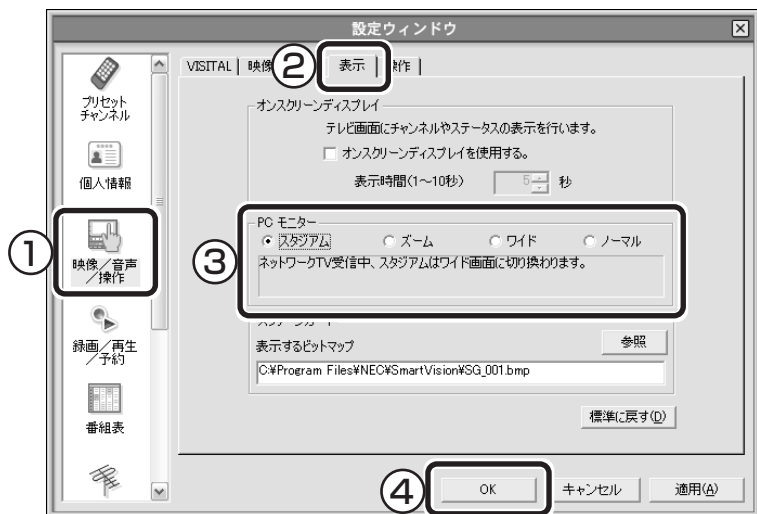 設定ウィンドウ
①
②
③
④
プリセット
チャンネル
個人情報
映像／音声
／操作
録画／再生
／予約
番組表
VISITAL
映像
表示
操作
オンスクリーンディスプレイ
テレビ画面にチャンネルやステータスの表示を行います。
オンスクリーンディスプレイを使用する。
表示時間(1～10秒)
5
秒
PC モニター
スタジアム
ズーム
ワイド
ノーマル
ネットワークTV受信中、スタジアムはワイド画面に切り換わります。
表示するビットマップ
参照
C:¥Program Files¥NEC¥SmartVision¥SG_001.bmp
標準に戻す(D)
OK
キャンセル
適用(A)